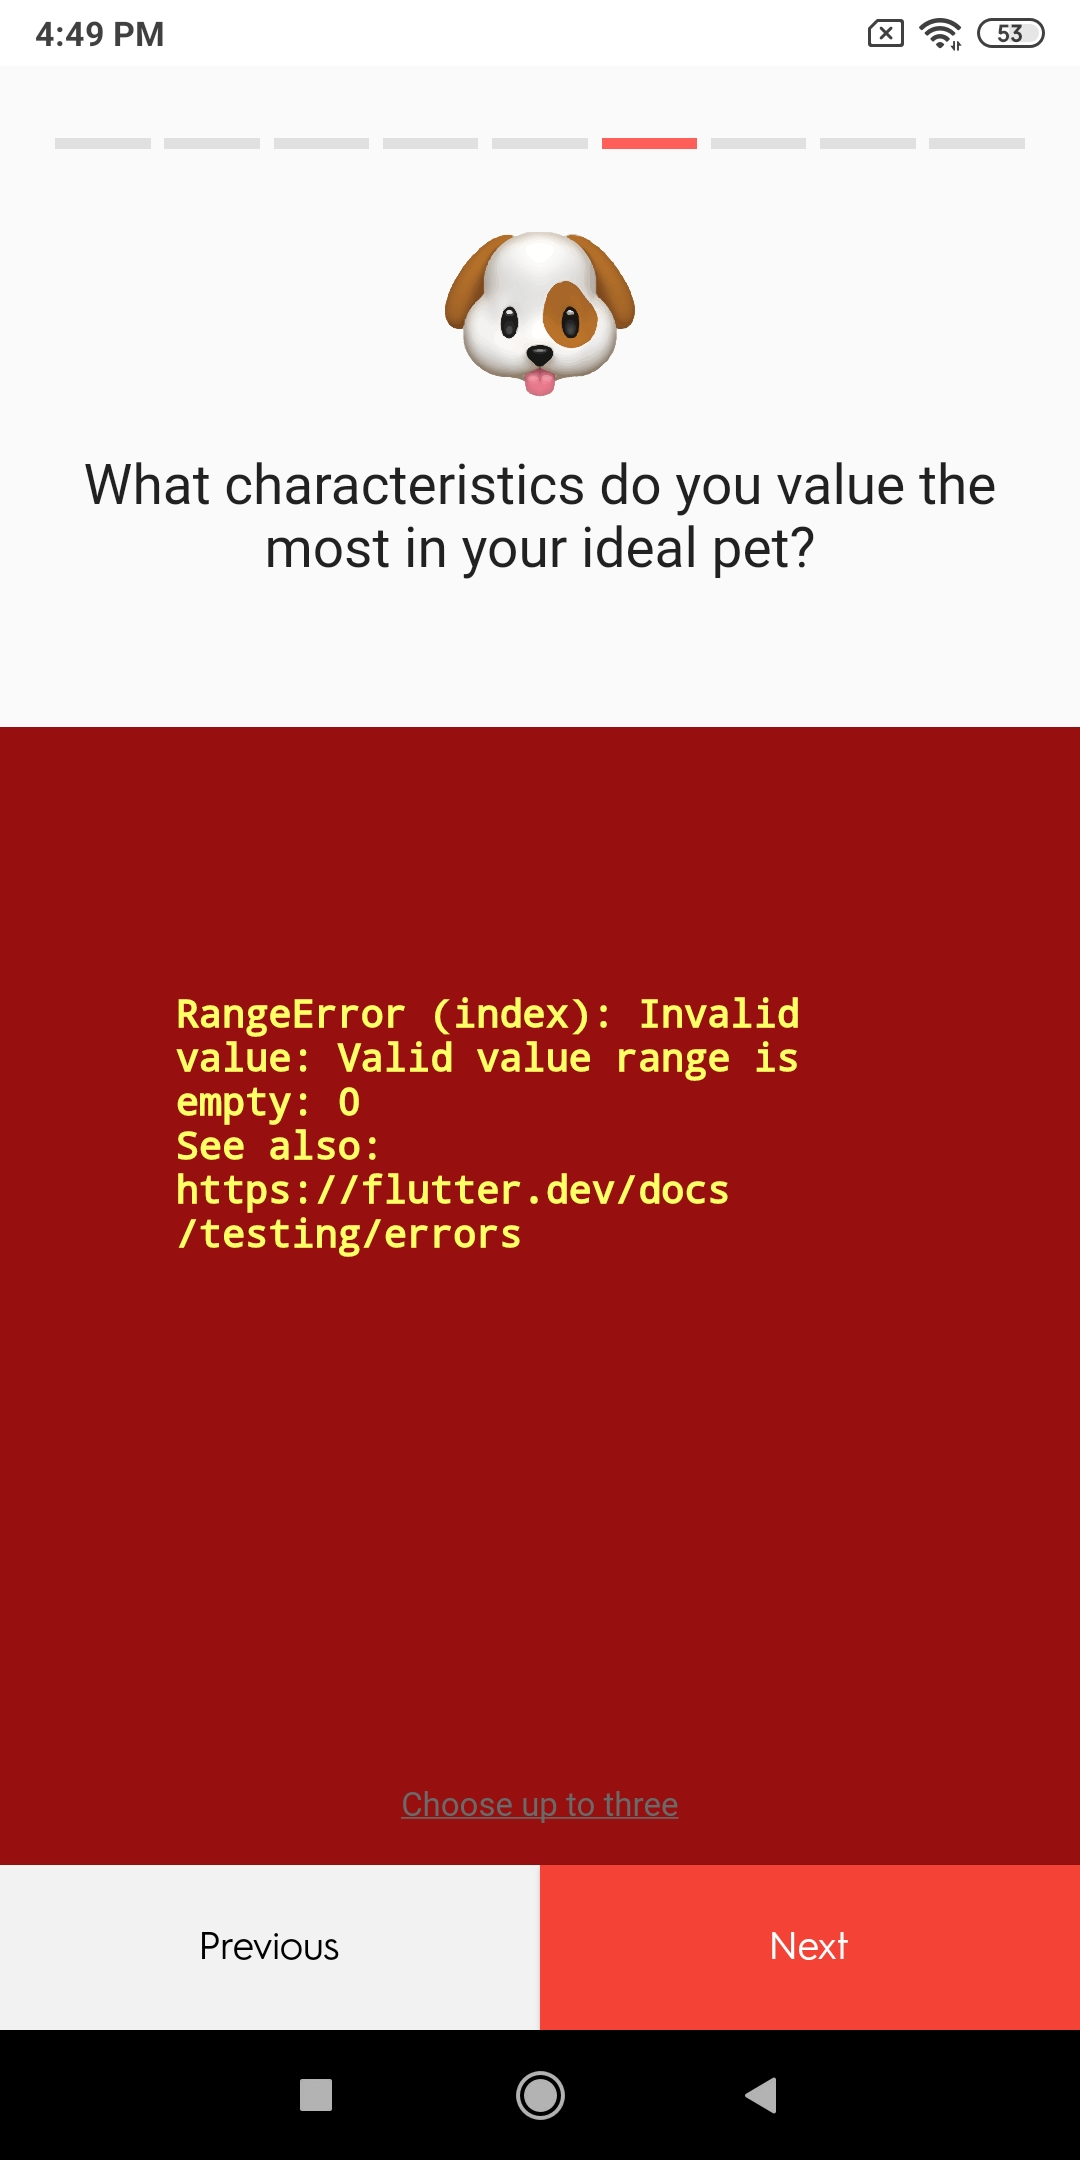 4:49 PM
53
What characteristics do you value the
most in your ideal pet?
RangeError (index): Invalid
value: Valid value range is
empty: 0
See also:
https://flutter.dev/docs
/testing/errors
Choose up to three
Previous
Next